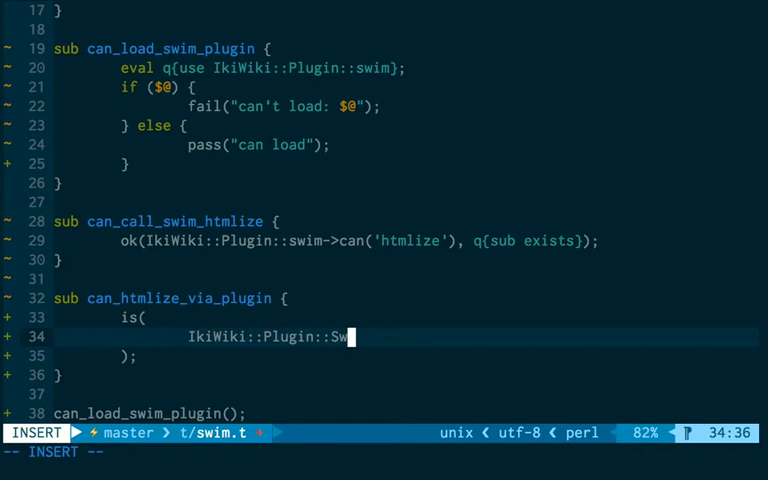 17 }
18
~ 19 sub can_load_swim_plugin {
~ 20 eval q{use IkiWiki::Plugin::swim};
~ 21 if ($@) {
~ 22 fail("can't load: $@");
~ 23 } else {
~ 24 pass("can load");
+ 25 }
26 }
27
~ 28 sub can_call_swim_htmlize {
~ 29 ok(IkiWiki::Plugin::swim->can('htmlize'), q{sub exists});
~ 30 }
~ 31
~ 32 sub can_htmlize_via_plugin {
+ 33 is(
+ 34 IkiWiki::Plugin::Sw
+ 35 );
+ 36 }
37
+ 38 can_load_swim_plugin();
INSERT master t/swim.t + unix utf-8 perl 82% 34:36
-- INSERT --